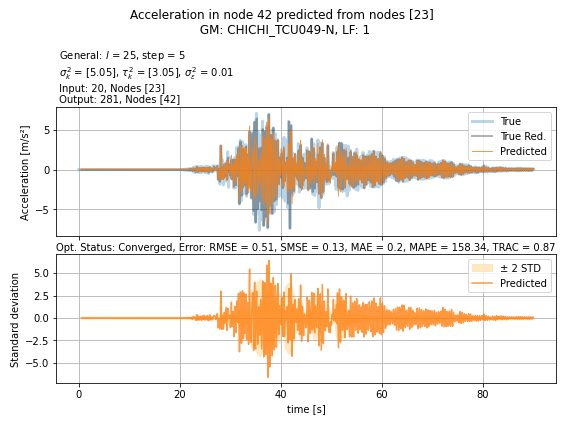 Acceleration in node 42 predicted from nodes [23]
GM: CHICHI_TCU049-N, LF: 1
General: l = 25, step = 5
σ²ₖ = [5.05], τ²ₖ = [3.05], σ²ε = 0.01
Input: 20, Nodes [23]
Output: 281, Nodes [42]
Acceleration [m/s²]
5
0
−5
True
True Red.
Predicted
Opt. Status: Converged, Error: RMSE = 0.51, SMSE = 0.13, MAE = 0.2, MAPE = 158.34, TRAC = 0.87
Standard deviation
5.0
2.5
0.0
−2.5
−5.0
± 2 STD
Predicted
0 20 40 60 80
time [s]